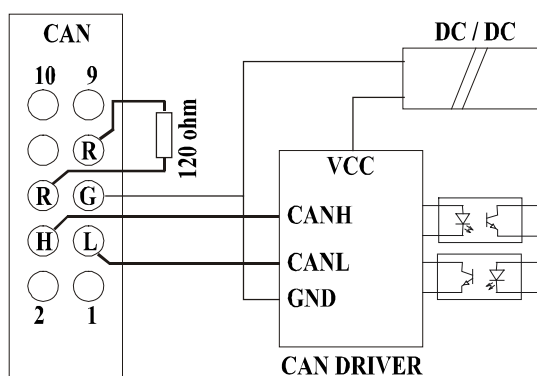 CAN
10 9
R
R G
H L
2 1
120 ohm
DC / DC
VCC
CANH
CANL
GND
CAN DRIVER